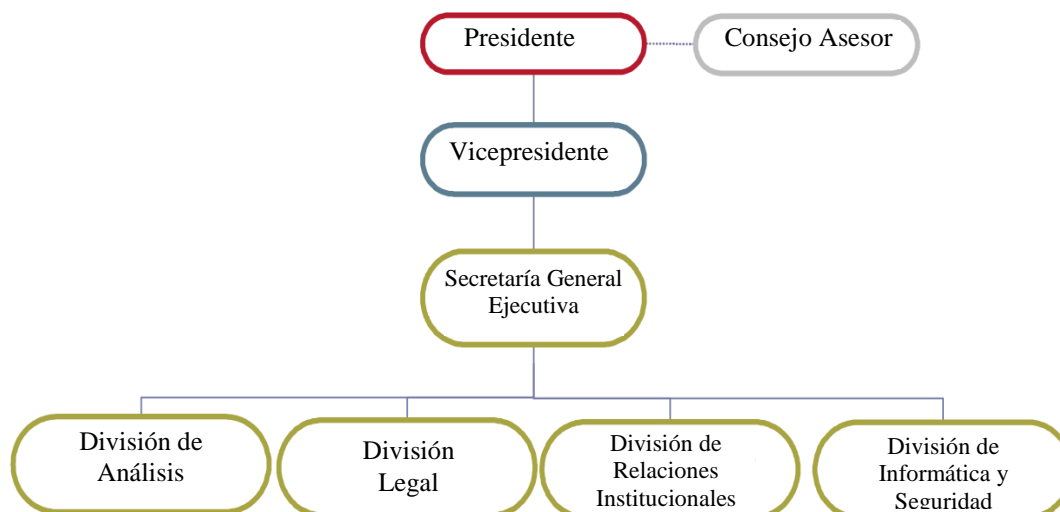 Presidente
Consejo Asesor
Vicepresidente
Secretaría General
Ejecutiva
División de
Análisis
División
Legal
División de
Relaciones
Institucionales
División de
Informática y
Seguridad